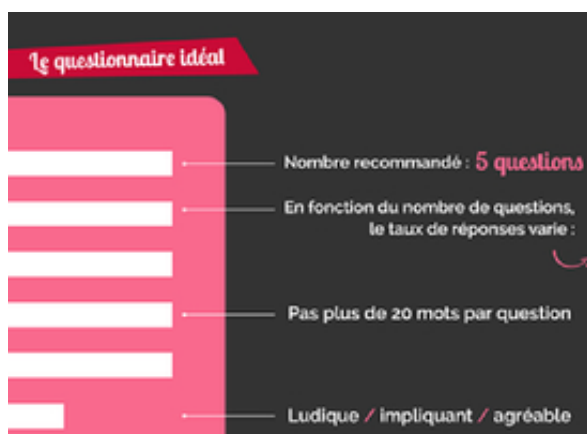 Le questionnaire idéal
Nombre recommandé : 5 questions
En fonction du nombre de questions,
le taux de réponses varie :
Pas plus de 20 mots par question
Ludique / impliquant / agréable